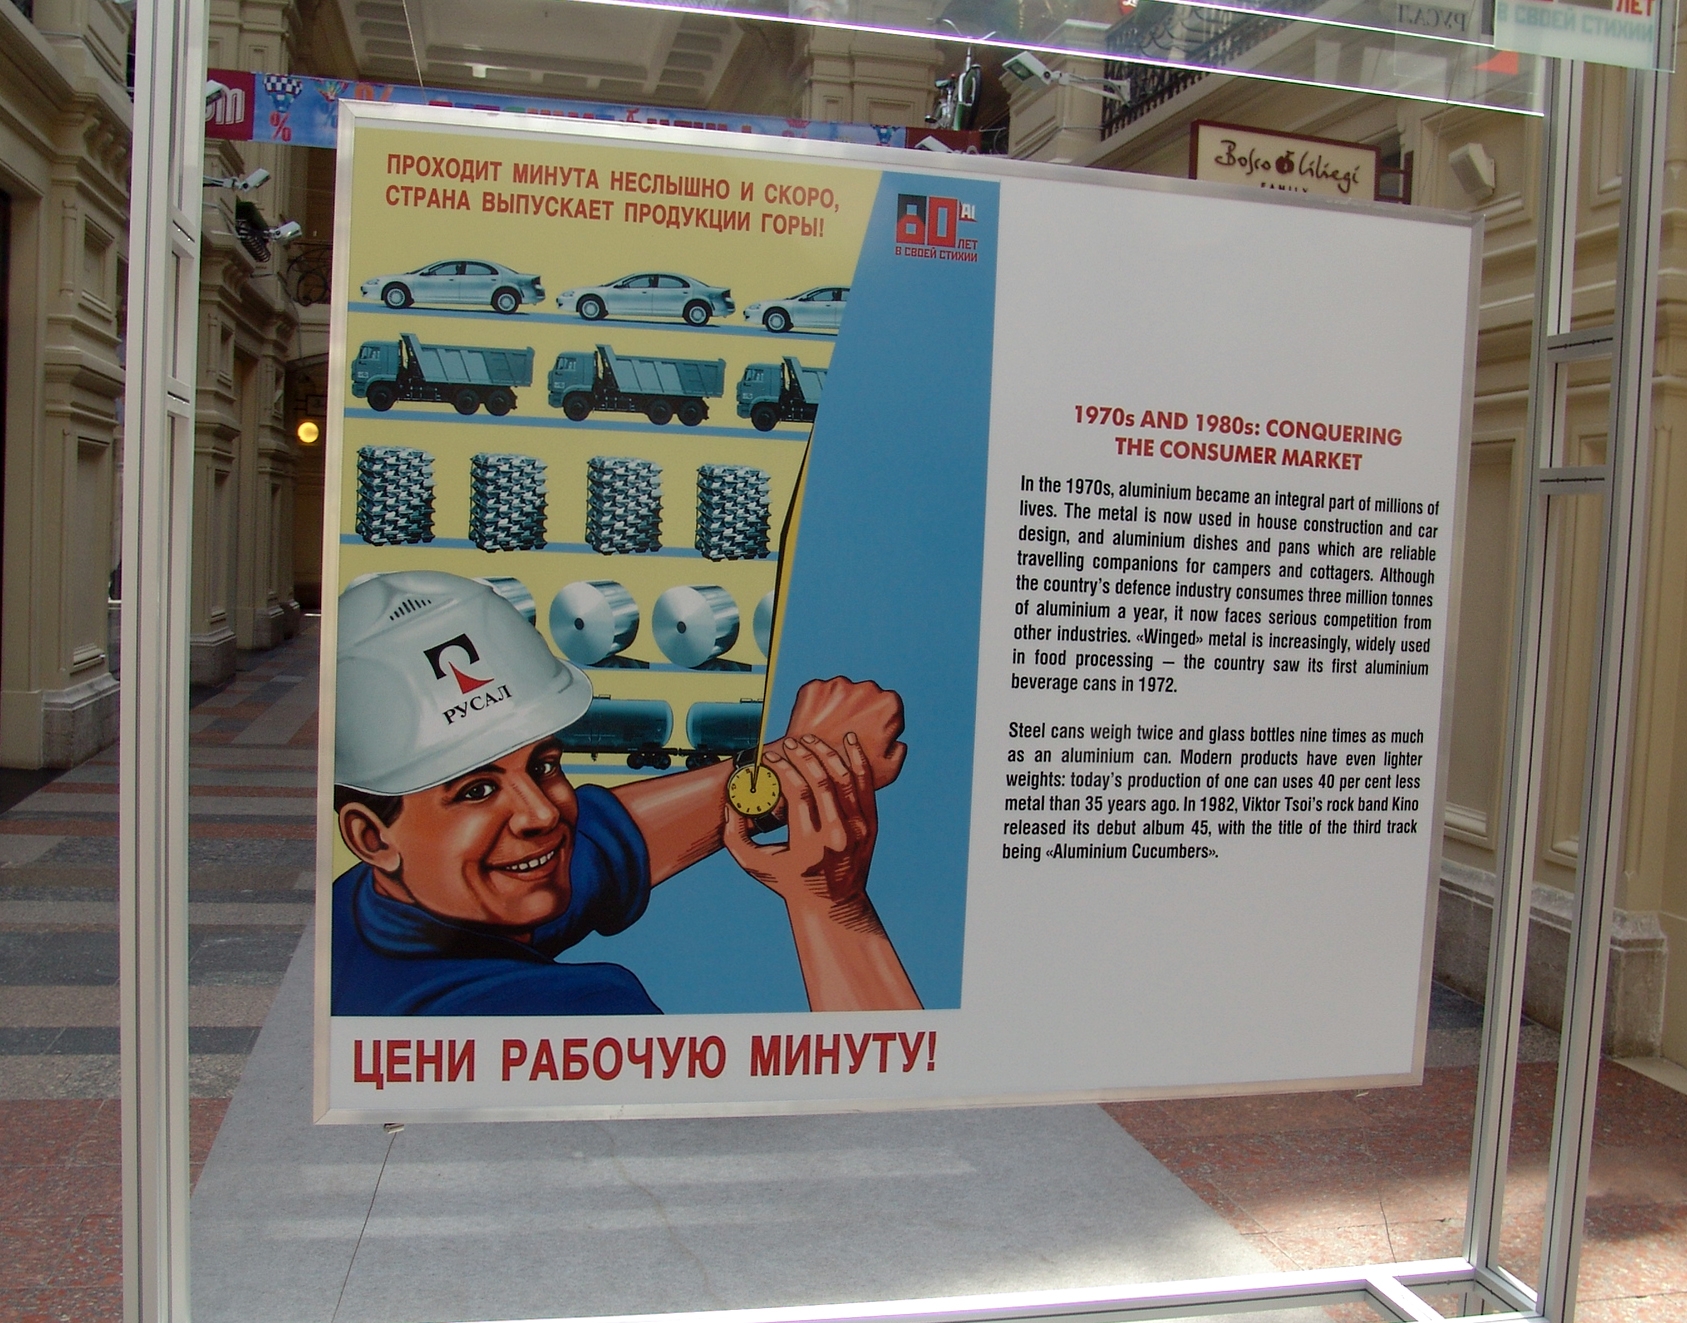 РУСАЛ
ЛЕТ
В СВОЕЙ СТИХИИ
%
%
Bosco Ciliegi
FAMILY
ПРОХОДИТ МИНУТА НЕСЛЫШНО И СКОРО,
СТРАНА ВЫПУСКАЕТ ПРОДУКЦИИ ГОРЫ!
80 Al
ЛЕТ
В СВОЕЙ СТИХИИ
РУСАЛ
ЦЕНИ РАБОЧУЮ МИНУТУ!
1970s AND 1980s: CONQUERING
THE CONSUMER MARKET
In the 1970s, aluminium became an integral part of millions of
lives. The metal is now used in house construction and car
design, and aluminium dishes and pans which are reliable
travelling companions for campers and cottagers. Although
the country's defence industry consumes three million tonnes
of aluminium a year, it now faces serious competition from
other industries. «Winged» metal is increasingly, widely used
in food processing — the country saw its first aluminium
beverage cans in 1972.
Steel cans weigh twice and glass bottles nine times as much
as an aluminium can. Modern products have even lighter
weights: today's production of one can uses 40 per cent less
metal than 35 years ago. In 1982, Viktor Tsoi's rock band Kino
released its debut album 45, with the title of the third track
being «Aluminium Cucumbers».